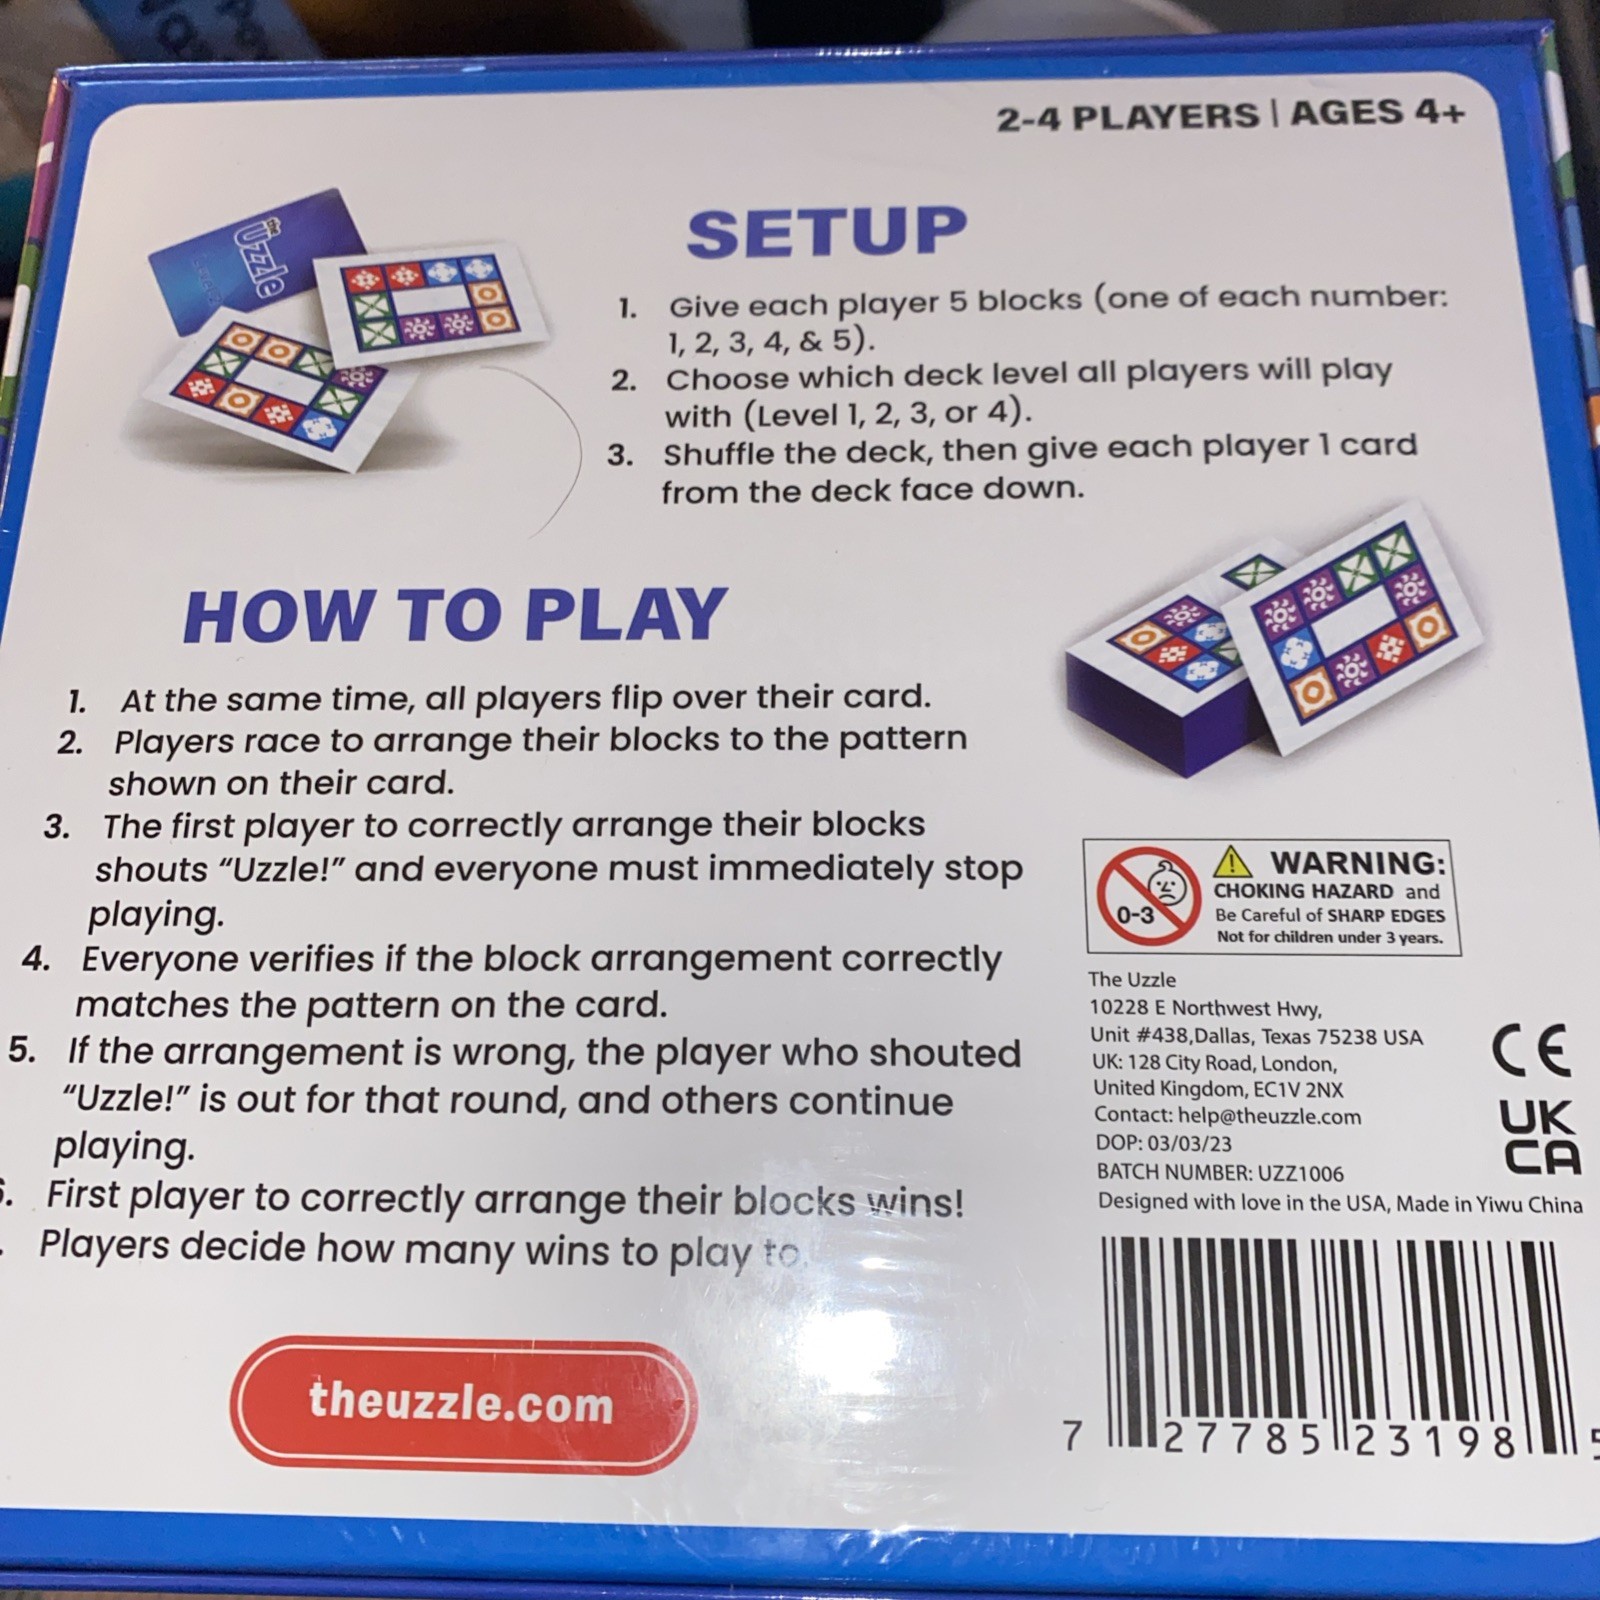 2-4 PLAYERS | AGES 4+
the
Uzzle
SETUP
1. Give each player 5 blocks (one of each number:
1, 2, 3, 4, & 5).
2. Choose which deck level all players will play
with (Level 1, 2, 3, or 4).
3. Shuffle the deck, then give each player 1 card
from the deck face down.
HOW TO PLAY
1. At the same time, all players flip over their card.
2. Players race to arrange their blocks to the pattern
shown on their card.
3. The first player to correctly arrange their blocks
shouts “Uzzle!” and everyone must immediately stop
playing.
4. Everyone verifies if the block arrangement correctly
matches the pattern on the card.
5. If the arrangement is wrong, the player who shouted
“Uzzle!” is out for that round, and others continue
playing.
. First player to correctly arrange their blocks wins!
. Players decide how many wins to play to.
theuzzle.com
0-3
WARNING:
CHOKING HAZARD and
Be Careful of SHARP EDGES
Not for children under 3 years.
The Uzzle
10228 E Northwest Hwy,
Unit #438,Dallas, Texas 75238 USA
UK: 128 City Road, London,
United Kingdom, EC1V 2NX
Contact: help@theuzzle.com
DOP: 03/03/23
BATCH NUMBER: UZZ1006
Designed with love in the USA, Made in Yiwu China
CE
UK
CA
7 27785 23198